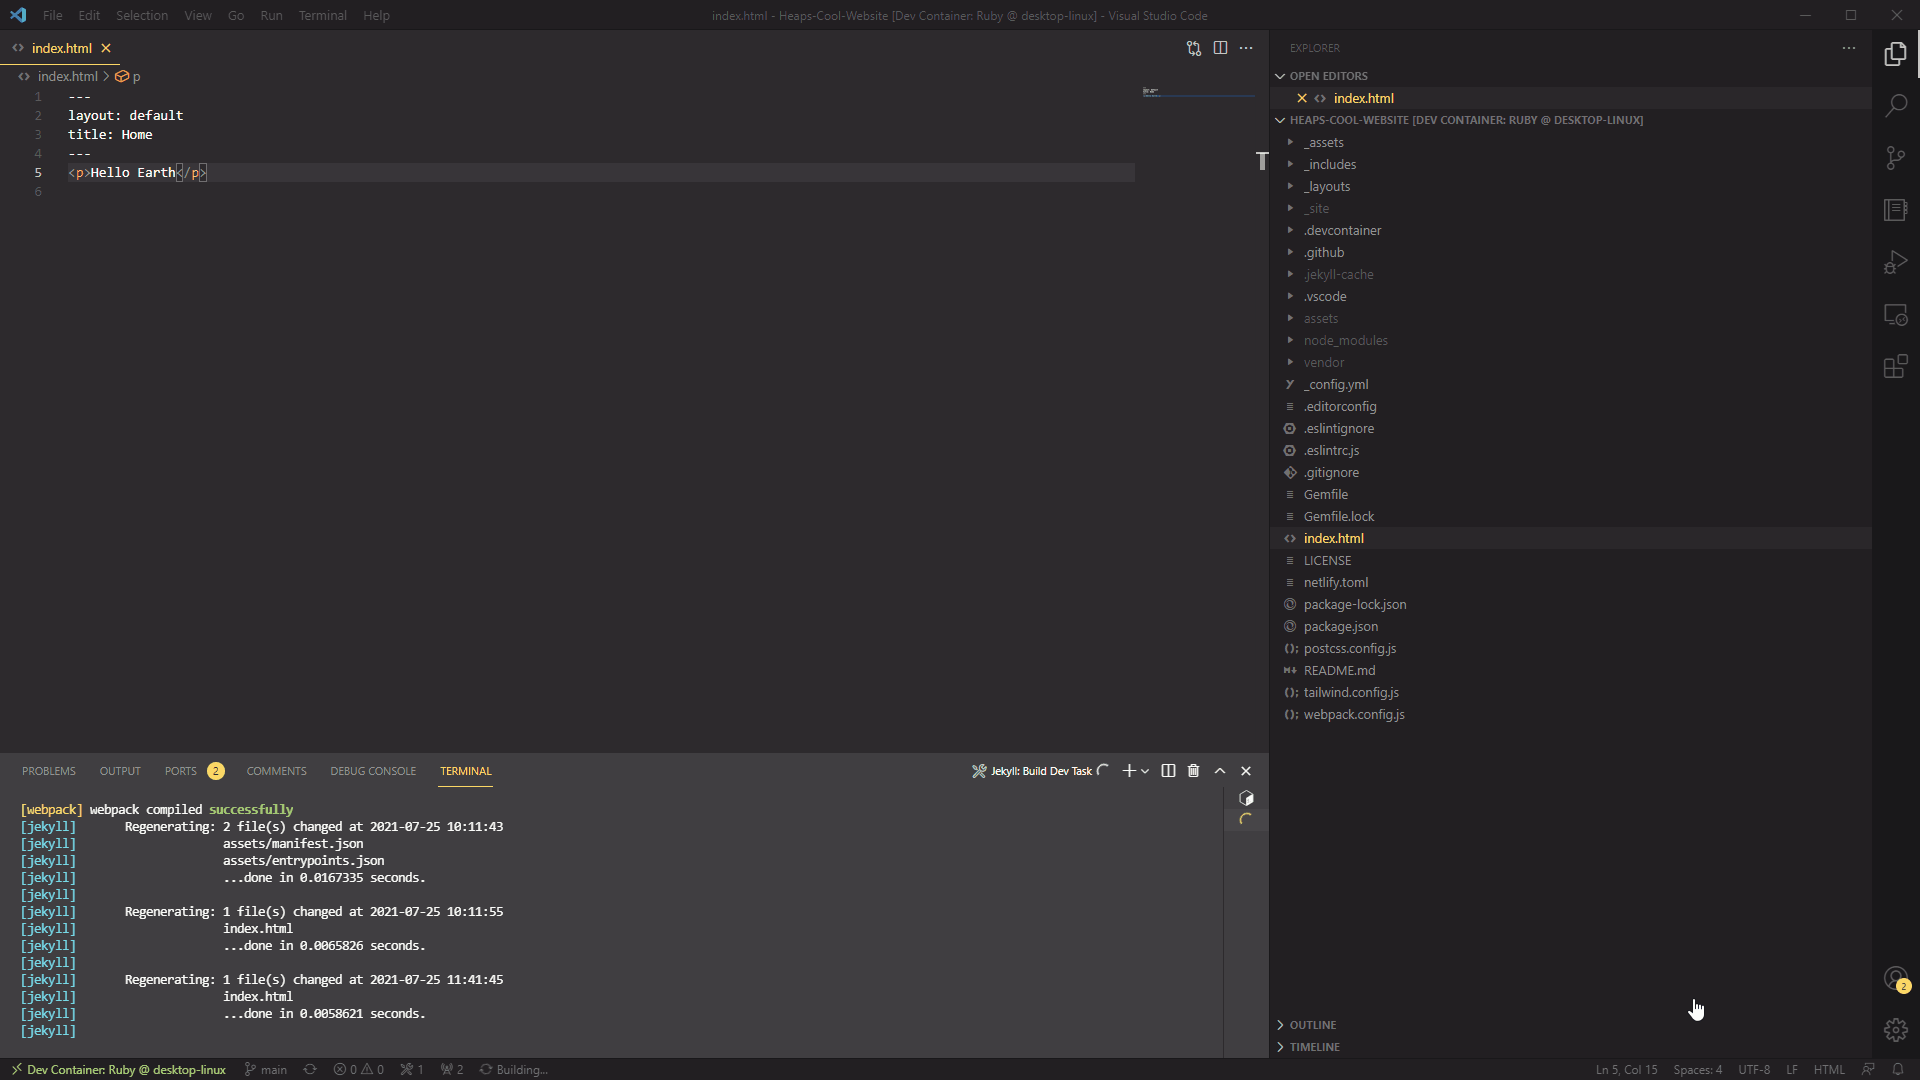 File Edit Selection View Go Run Terminal Help
index.html - Heaps-Cool-Website [Dev Container: Ruby @ desktop-linux] - Visual Studio Code
index.html
index.html > p
1 ---
2 layout: default
3 title: Home
4 ---
5 <p>Hello Earth</p>
6
EXPLORER
OPEN EDITORS
index.html
HEAPS-COOL-WEBSITE [DEV CONTAINER: RUBY @ DESKTOP-LINUX]
_assets
_includes
_layouts
_site
.devcontainer
.github
.jekyll-cache
.vscode
assets
node_modules
vendor
_config.yml
.editorconfig
.eslintignore
.eslintrc.js
.gitignore
Gemfile
Gemfile.lock
index.html
LICENSE
netlify.toml
package-lock.json
package.json
postcss.config.js
README.md
tailwind.config.js
webpack.config.js
OUTLINE
TIMELINE
2
PROBLEMS OUTPUT PORTS 2 COMMENTS DEBUG CONSOLE TERMINAL
Jekyll: Build Dev Task
[webpack] webpack compiled successfully
[jekyll] Regenerating: 2 file(s) changed at 2021-07-25 10:11:43
[jekyll] assets/manifest.json
[jekyll] assets/entrypoints.json
[jekyll] ...done in 0.0167335 seconds.
[jekyll]
[jekyll] Regenerating: 1 file(s) changed at 2021-07-25 10:11:55
[jekyll] index.html
[jekyll] ...done in 0.0065826 seconds.
[jekyll]
[jekyll] Regenerating: 1 file(s) changed at 2021-07-25 11:41:45
[jekyll] index.html
[jekyll] ...done in 0.0058621 seconds.
[jekyll]
Dev Container: Ruby @ desktop-linux main 0 0 1 2 Building...
Ln 5, Col 15 Spaces: 4 UTF-8 LF HTML